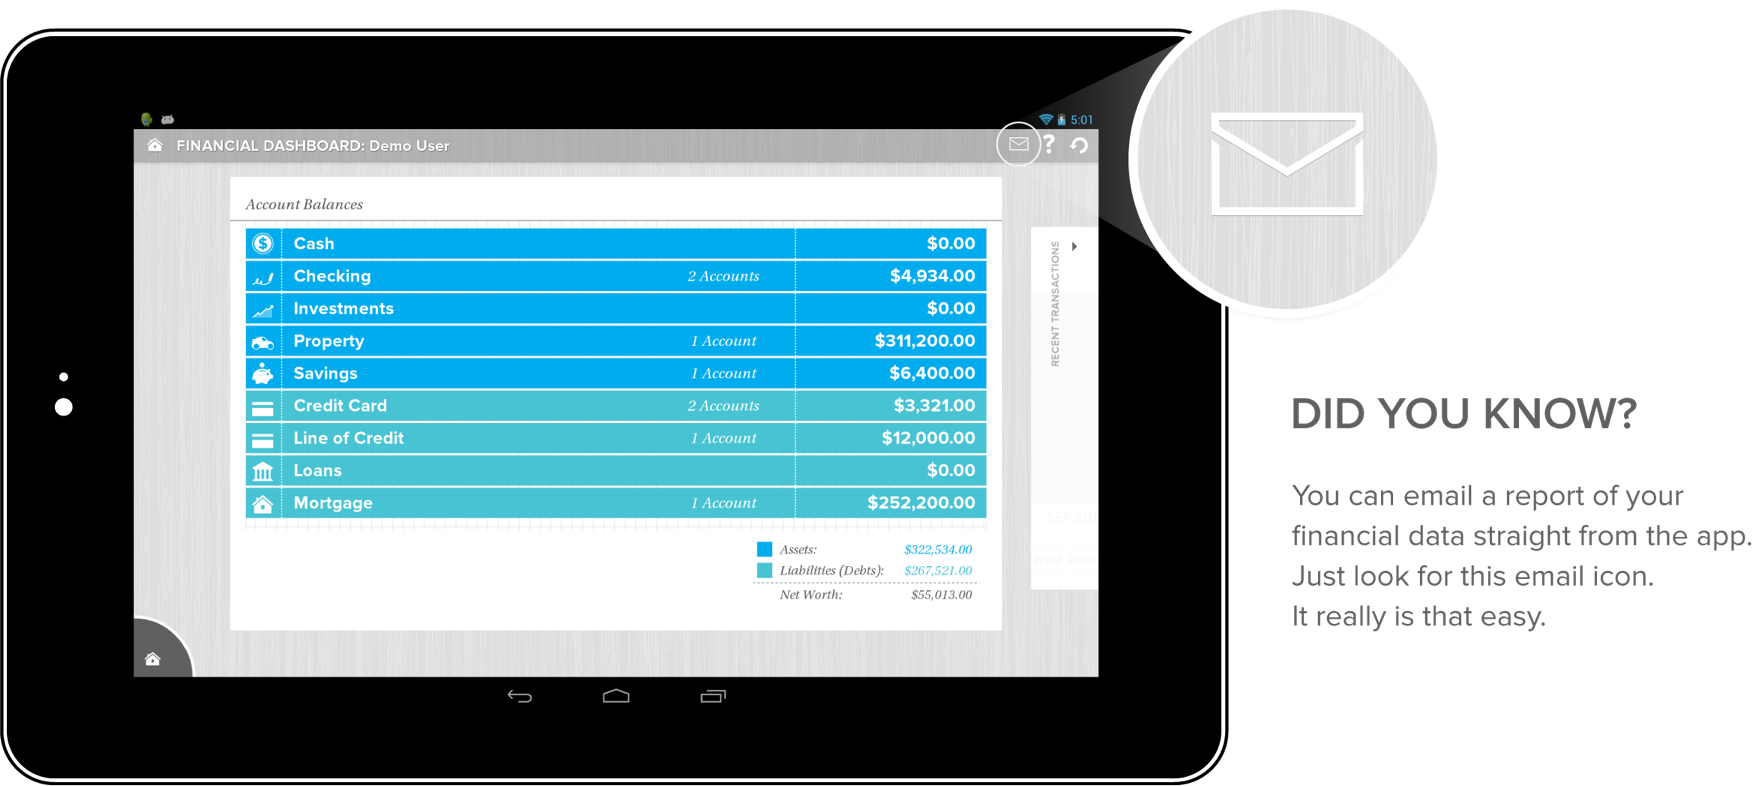 5:01
FINANCIAL DASHBOARD: Demo User
?
Account Balances
Cash $0.00
Checking 2 Accounts $4,934.00
Investments $0.00
Property 1 Account $311,200.00
Savings 1 Account $6,400.00
Credit Card 2 Accounts $3,321.00
Line of Credit 1 Account $12,000.00
Loans $0.00
Mortgage 1 Account $252,200.00
Assets: $322,534.00
Liabilities (Debts): $267,521.00
Net Worth: $55,013.00
RECENT TRANSACTIONS
DID YOU KNOW?
You can email a report of your
financial data straight from the app.
Just look for this email icon.
It really is that easy.